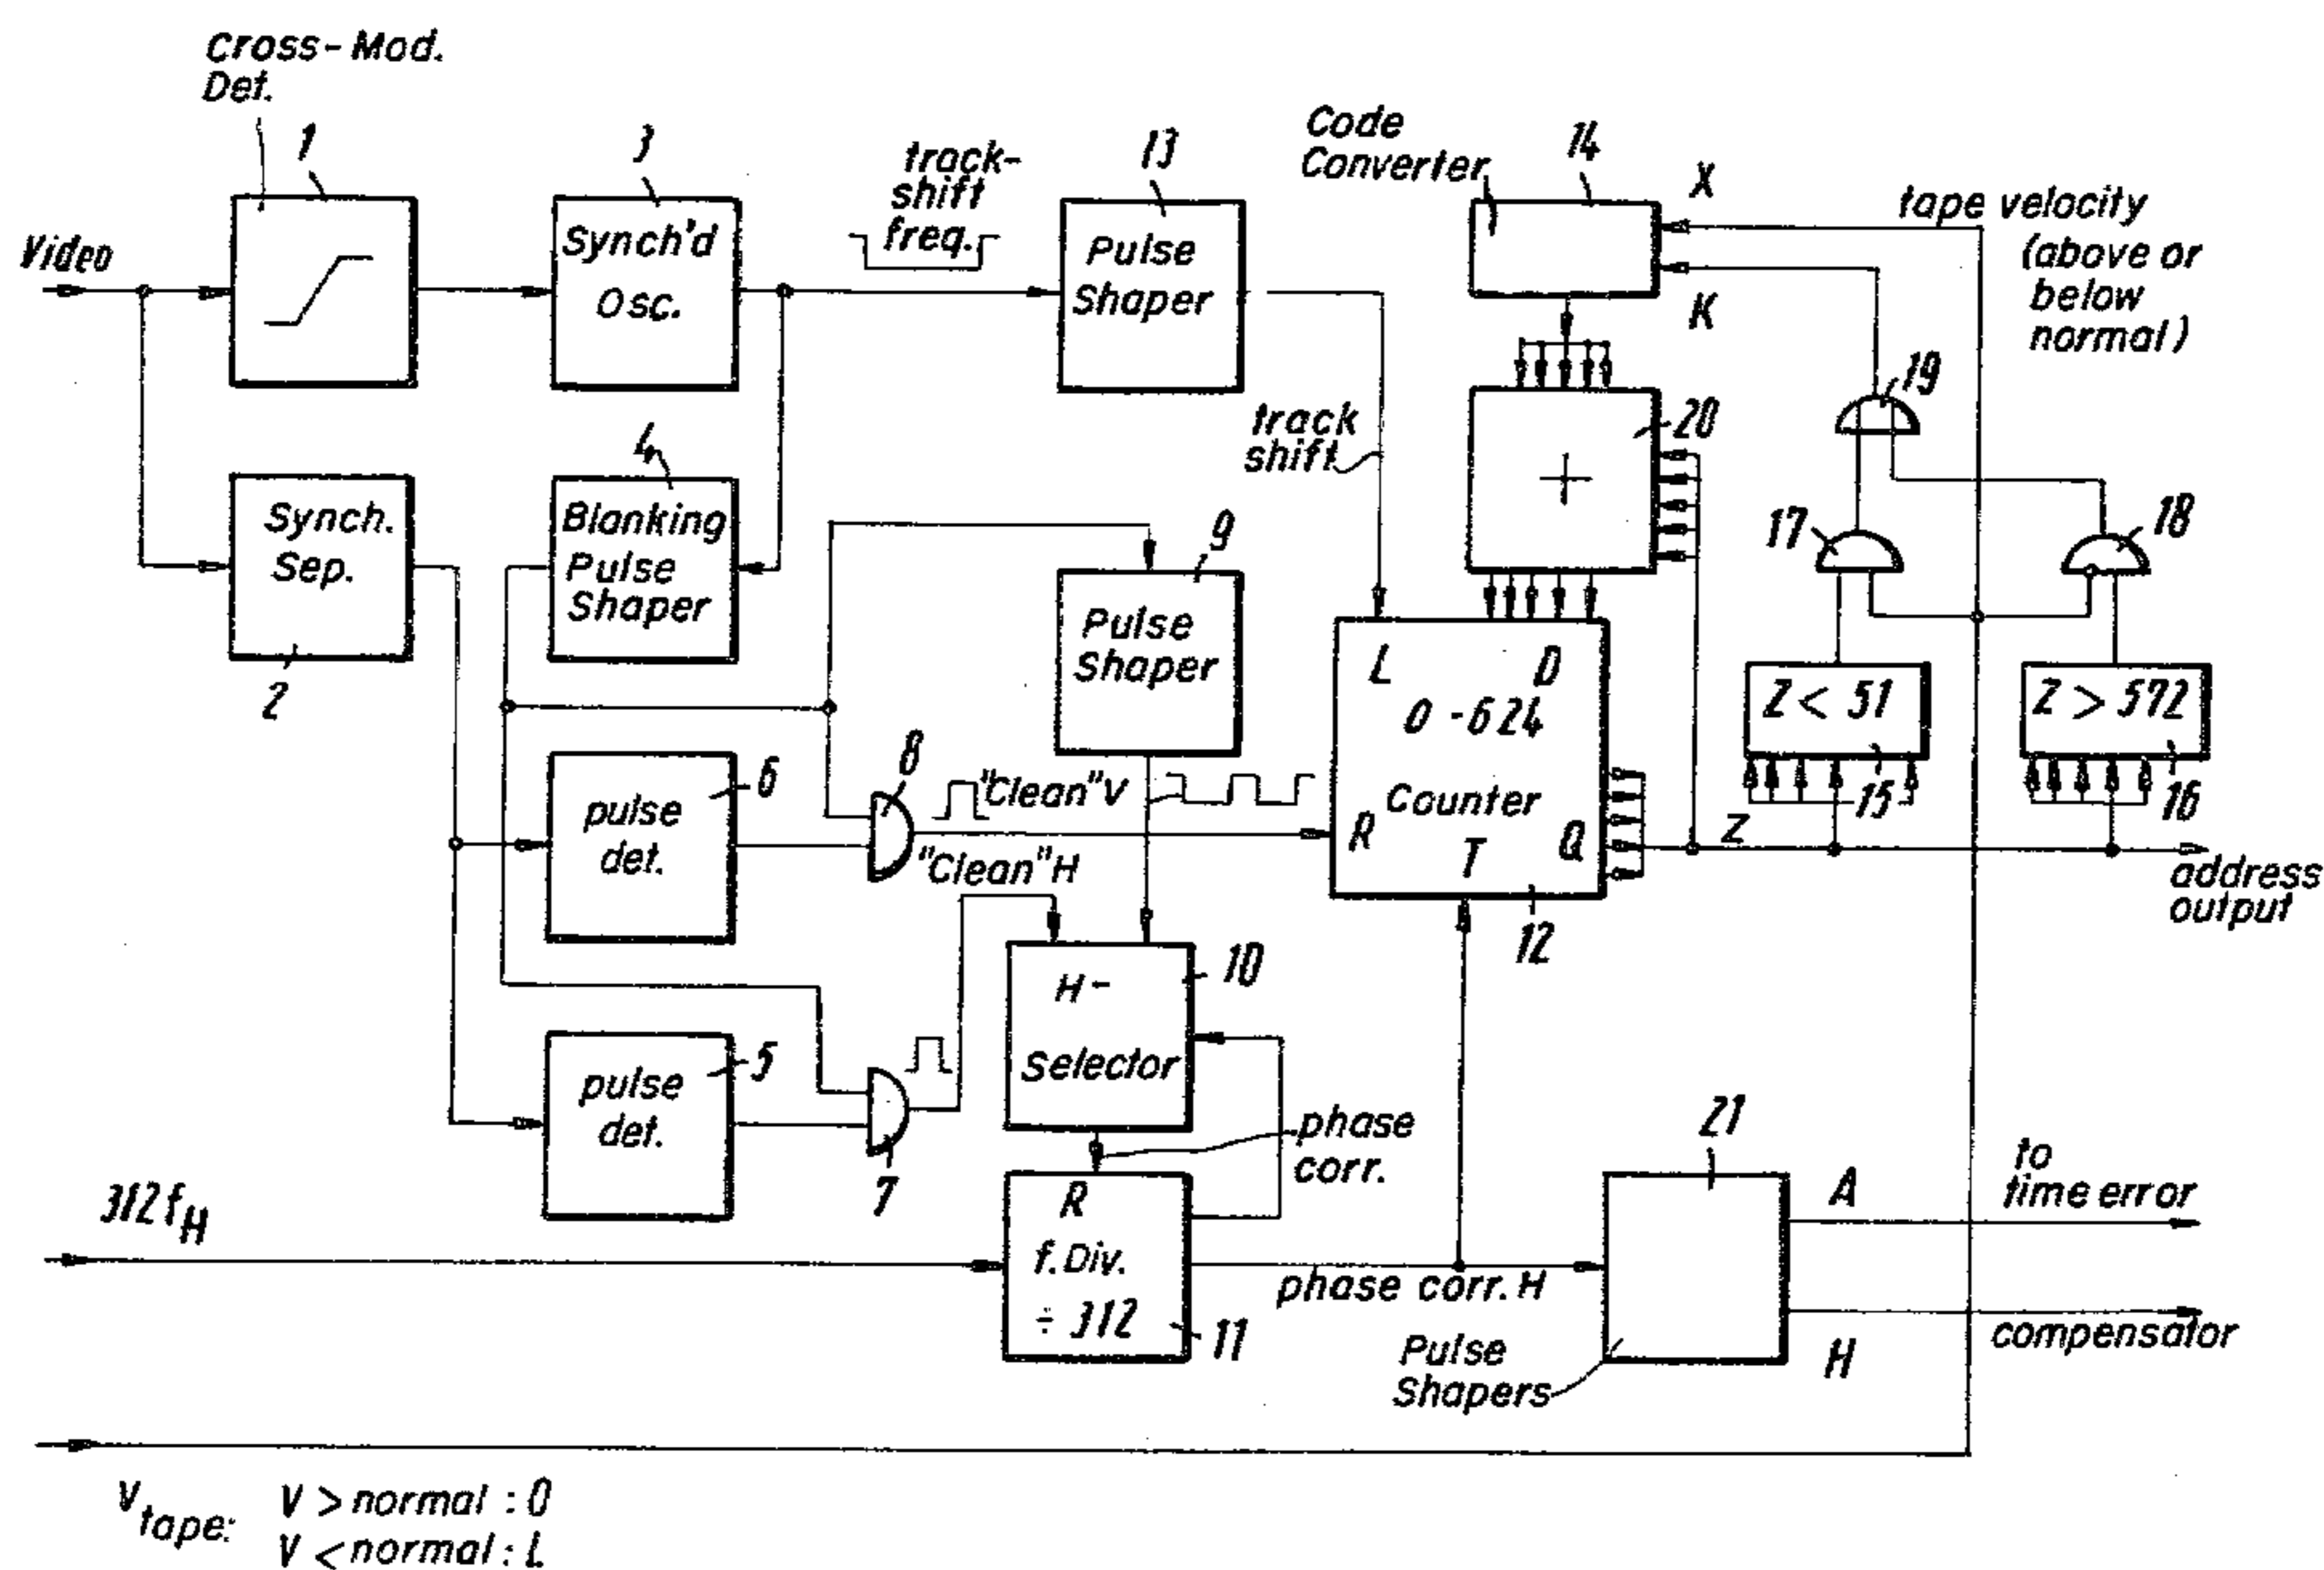 Cross-Mod.
Det.
1
3
track-
shift
freq.
13
Code
Converter
14
X
tape velocity
(above or
below
normal)
Video
Synch'd
Osc.
Pulse
Shaper
K
19
4
track
shift
20
+
Synch.
Sep.
2
Blanking
Pulse
Shaper
9
Pulse
Shaper
17
18
L
D
0 - 624
Counter
R
T
Q
12
Z < 51
15
Z > 572
16
6
pulse
det.
8
"Clean" V
"Clean" H
Z
address
output
H-
Selector
10
5
pulse
det.
7
phase
corr.
21
to
time error
A
312 fH
R
f. Div.
÷ 312
11
phase corr. H
Pulse
Shapers
H
compensator
V tape:
V > normal : 0
V < normal : L